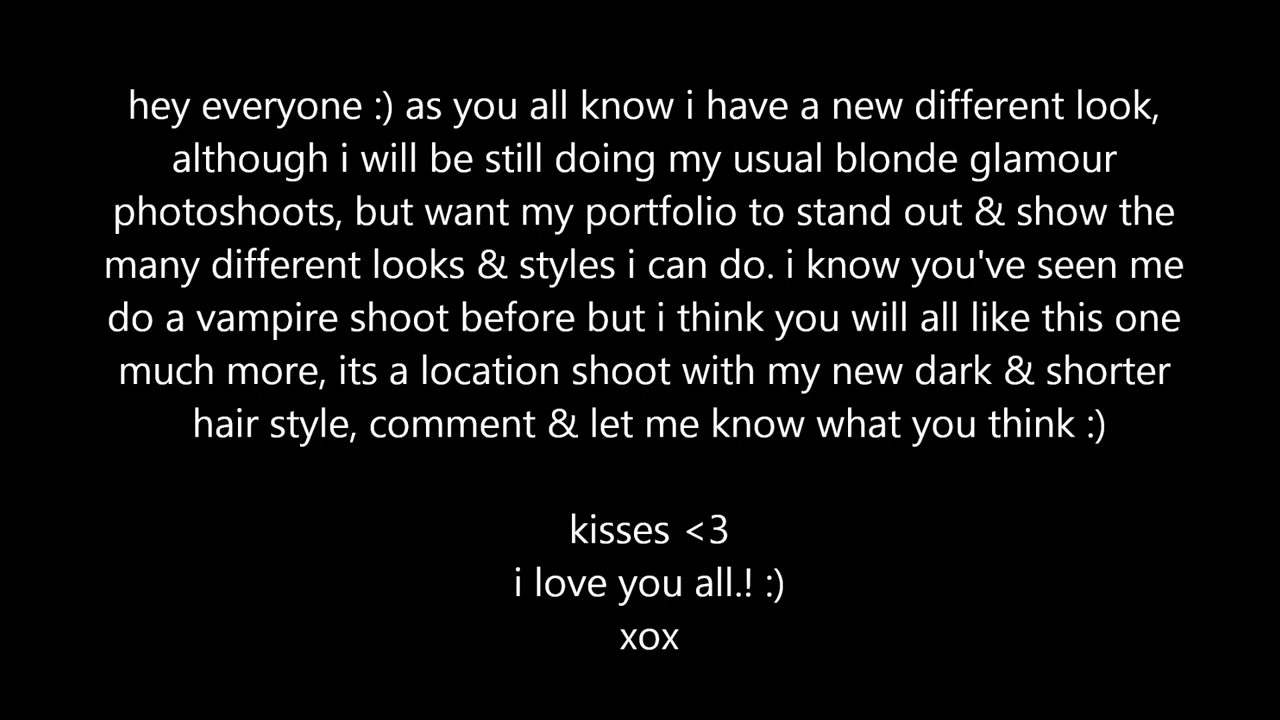 hey everyone :) as you all know i have a new different look,
although i will be still doing my usual blonde glamour
photoshoots, but want my portfolio to stand out & show the
many different looks & styles i can do. i know you've seen me
do a vampire shoot before but i think you will all like this one
much more, its a location shoot with my new dark & shorter
hair style, comment & let me know what you think :)
kisses <3
i love you all.! :)
xox